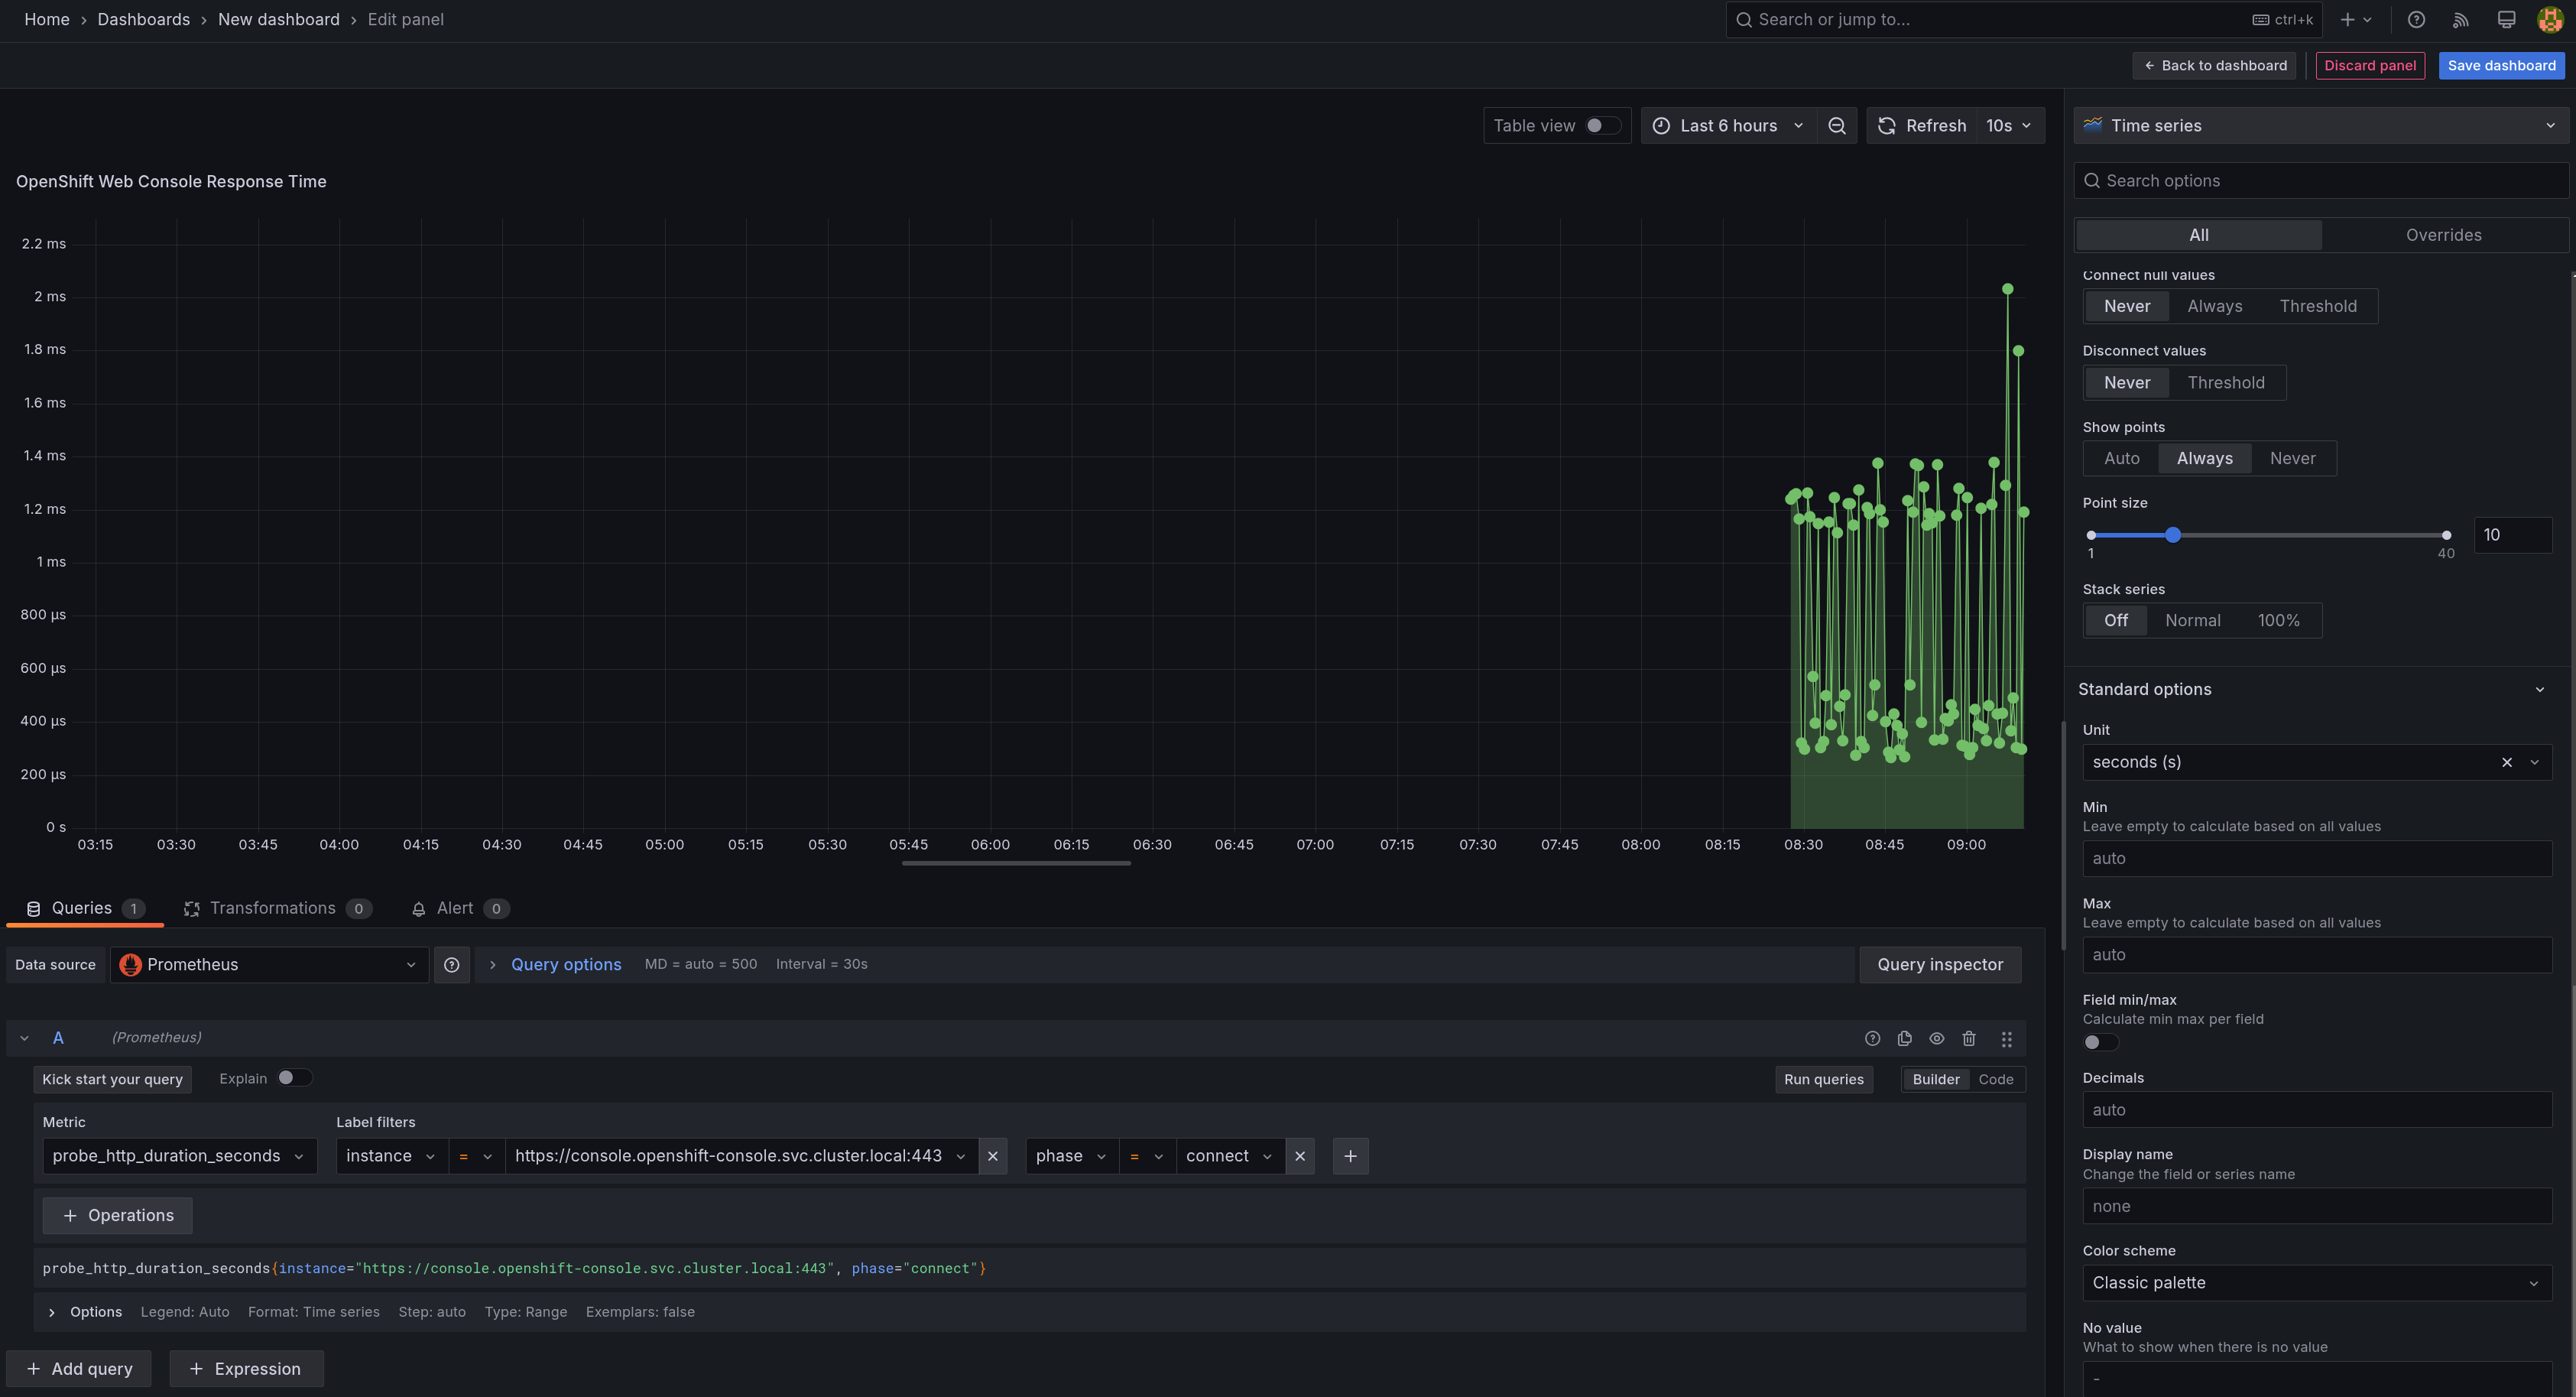 Home › Dashboards › New dashboard › Edit panel
Search or jump to... ctrl+k
Back to dashboard Discard panel Save dashboard
Table view Last 6 hours Refresh 10s
OpenShift Web Console Response Time
2.2 ms
2 ms
1.8 ms
1.6 ms
1.4 ms
1.2 ms
1 ms
800 µs
600 µs
400 µs
200 µs
0 s
03:15 03:30 03:45 04:00 04:15 04:30 04:45 05:00 05:15 05:30 05:45 06:00 06:15 06:30 06:45 07:00 07:15 07:30 07:45 08:00 08:15 08:30 08:45 09:00
Queries 1 Transformations 0 Alert 0
Data source Prometheus Query options MD = auto = 500 Interval = 30s Query inspector
A (Prometheus)
Kick start your query Explain Run queries Builder Code
Metric Label filters
probe_http_duration_seconds instance = https://console.openshift-console.svc.cluster.local:443 phase = connect
+ Operations
probe_http_duration_seconds{instance="https://console.openshift-console.svc.cluster.local:443", phase="connect"}
Options Legend: Auto Format: Time series Step: auto Type: Range Exemplars: false
+ Add query + Expression
Time series
Search options
All Overrides
Connect null values
Never Always Threshold
Disconnect values
Never Threshold
Show points
Auto Always Never
Point size
10
1 40
Stack series
Off Normal 100%
Standard options
Unit
seconds (s)
Min
Leave empty to calculate based on all values
auto
Max
Leave empty to calculate based on all values
auto
Field min/max
Calculate min max per field
Decimals
auto
Display name
Change the field or series name
none
Color scheme
Classic palette
No value
What to show when there is no value
-